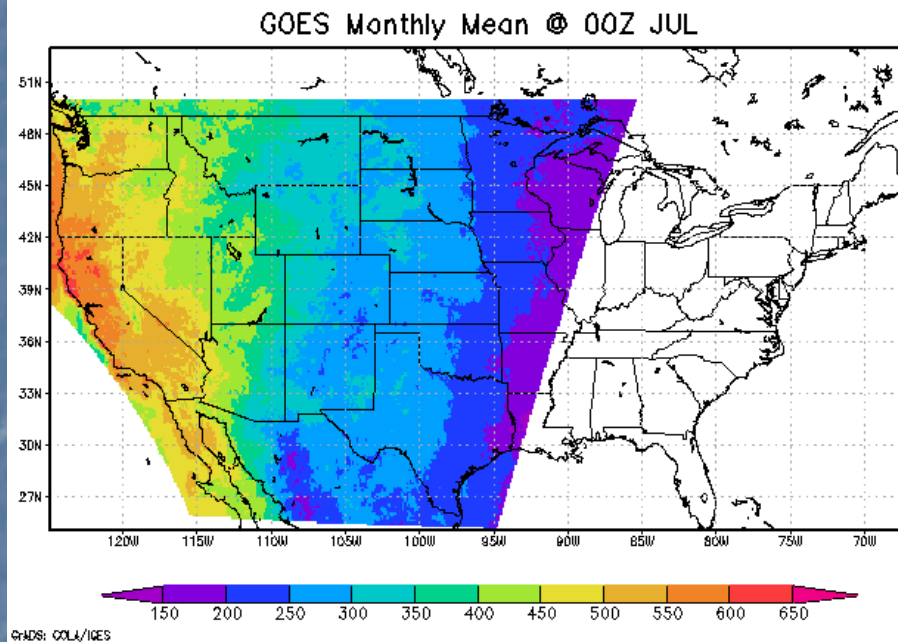 GOES Monthly Mean @ 00Z JUL
51N
48N
45N
42N
39N
36N
33N
30N
27N
120W 115W 110W 105W 100W 95W 90W 85W 80W 75W 70W
150 200 250 300 350 400 450 500 550 600 650
GrADS: COLA/IGES